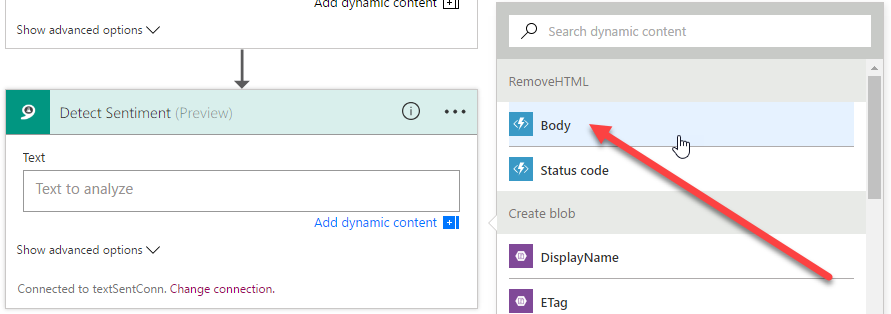 Add dynamic content
Show advanced options
Detect Sentiment (Preview)
Text
Text to analyze
Add dynamic content
Show advanced options
Connected to textSentConn. Change connection.
Search dynamic content
RemoveHTML
Body
Status code
Create blob
DisplayName
ETag